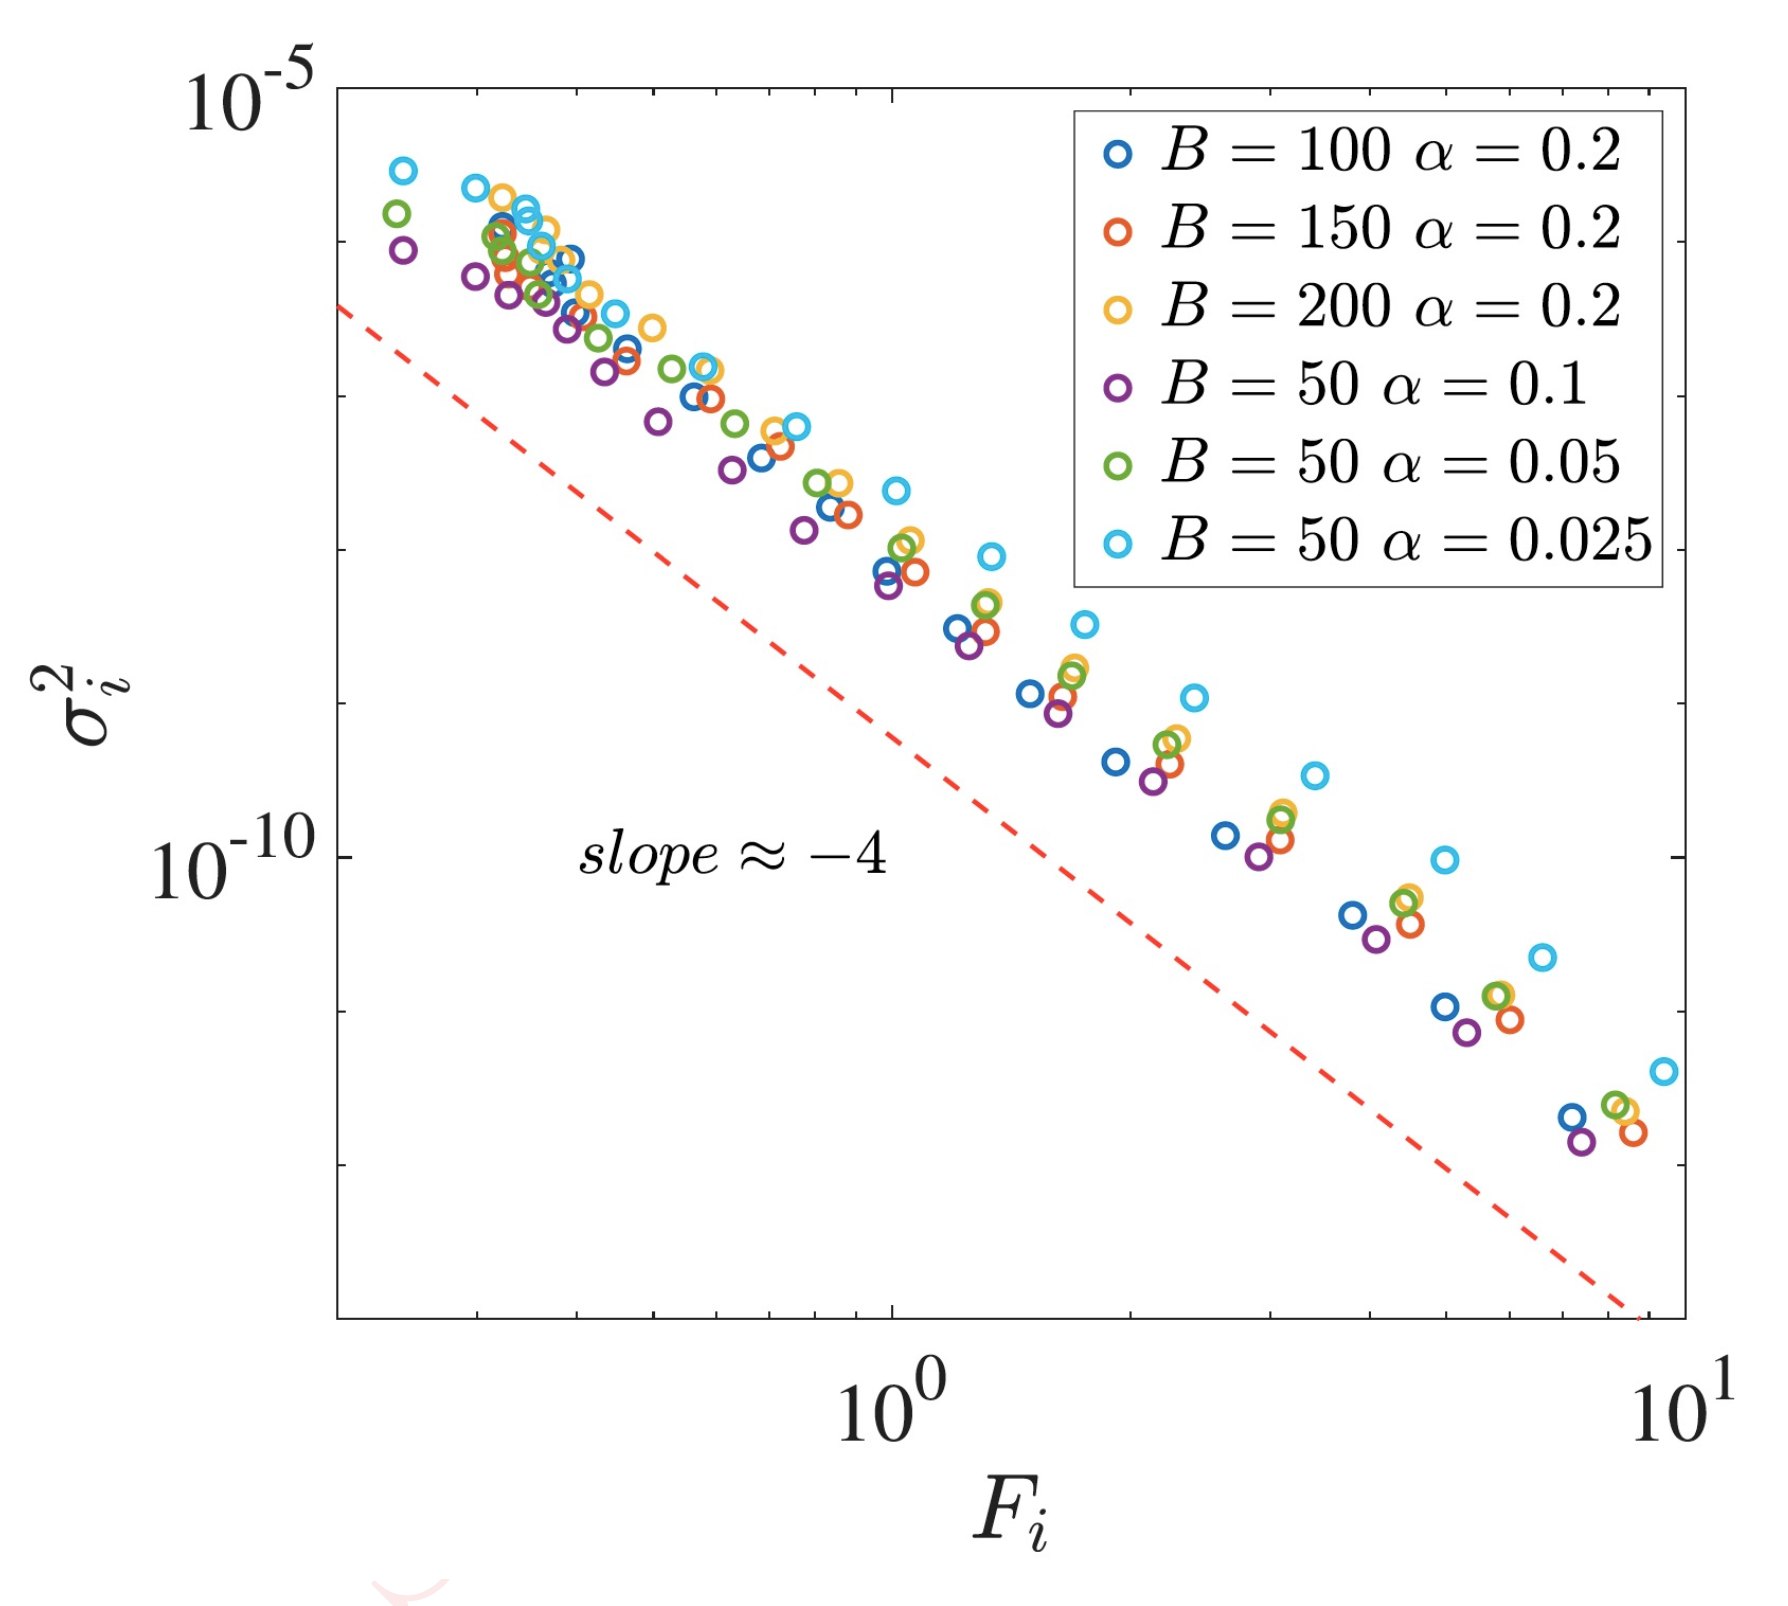 10^-5
B = 100 α = 0.2
B = 150 α = 0.2
B = 200 α = 0.2
B = 50 α = 0.1
B = 50 α = 0.05
B = 50 α = 0.025
σ_i^2
10^-10
slope ≈ −4
10^0
10^1
F_i